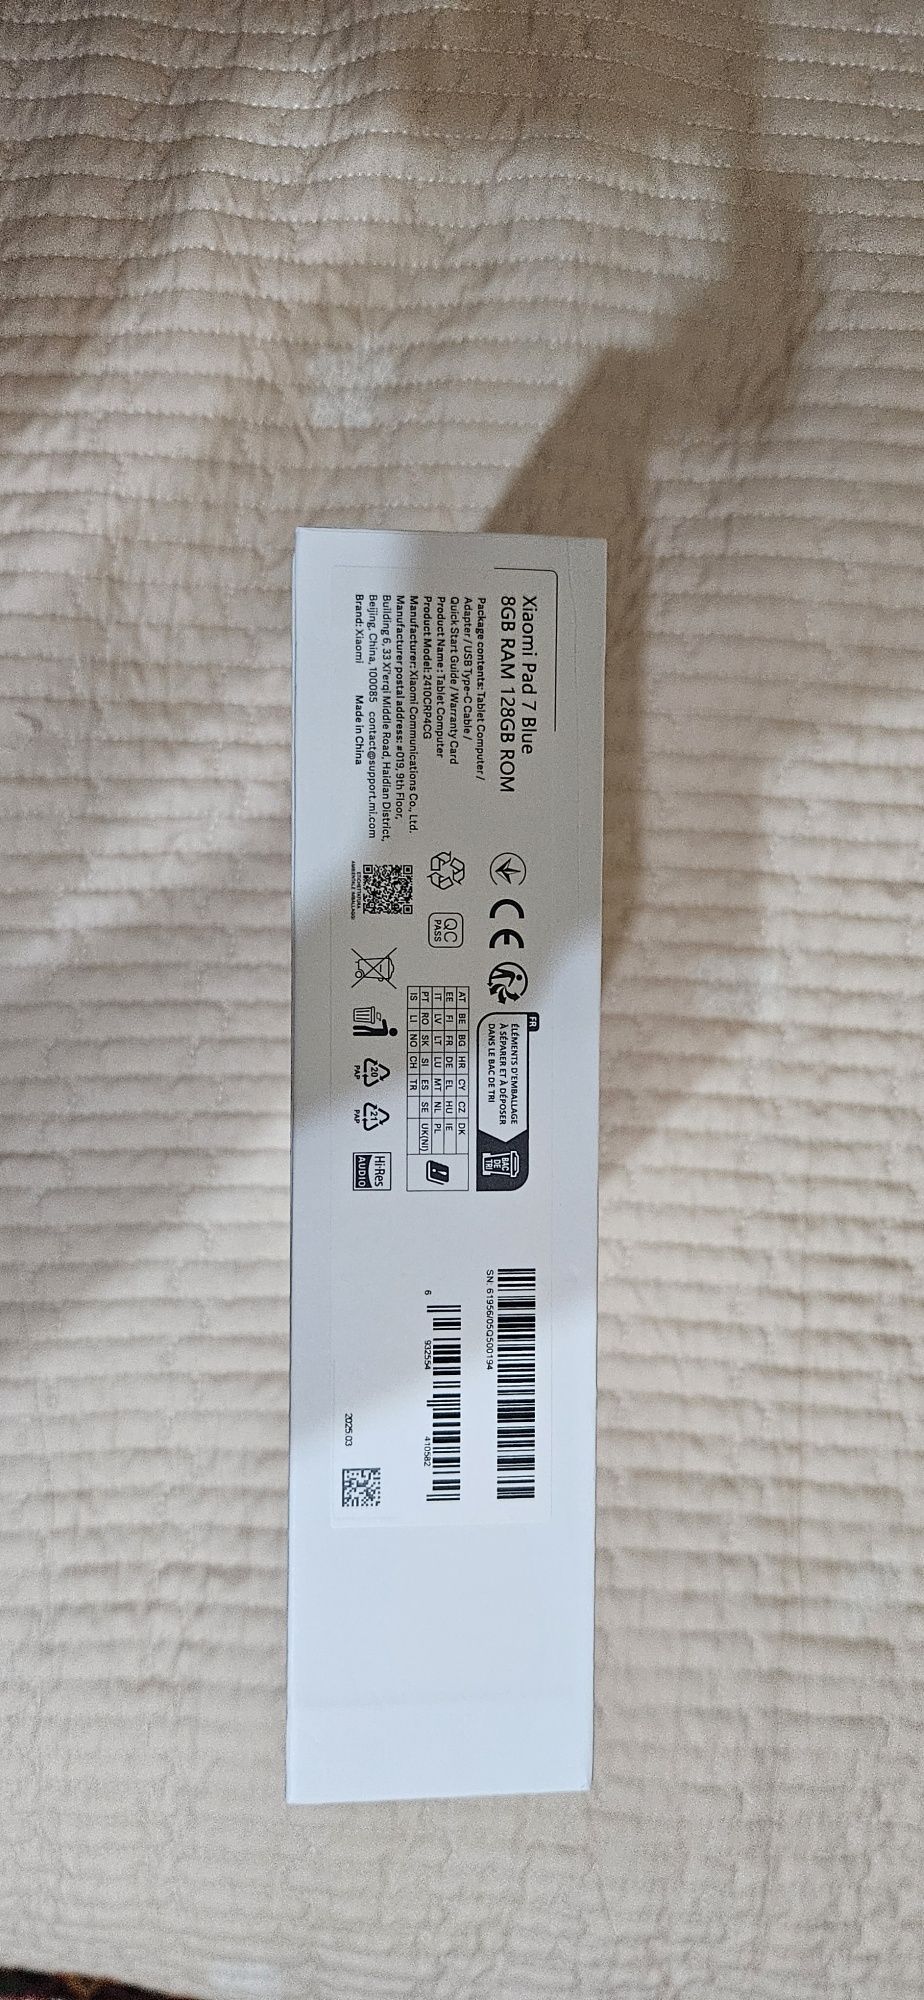 Xiaomi Pad 7 Blue
8GB RAM 128GB ROM
Package contents: Tablet Computer /
Adapter / USB Type-C Cable /
Quick Start Guide / Warranty Card
Product Name: Tablet Computer
Product Model: 2410CRP4CG
Manufacturer: Xiaomi Communications Co., Ltd.
Manufacturer postal address: #019, 9th Floor,
Building 6, 33 Xi'erqi Middle Road, Haidian District,
Beijing, China, 100085 contact@support.mi.com
Brand: Xiaomi Made in China
CE
QC
PASS
ETICHETTATURA
AMBIENTALE IMBALLAGGI
FR
ÉLÉMENTS D'EMBALLAGE
À SÉPARER ET À DÉPOSER
DANS LE BAC DE TRI
BAC
DE
TRI
AT BE BG HR CY CZ DK
EE FI FR DE EL HU IE
IT LV LT LU MT NL PL
PT RO SK SI ES SE UK(NI)
IS LI NO CH TR
20
PAP
21
PAP
Hi-Res
AUDIO
SN: 61956/05Q500194
6 932554 410582
2025.03